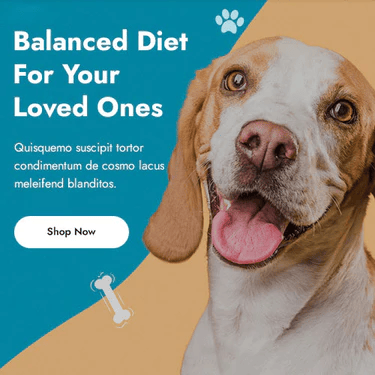 Balanced Diet
For Your
Loved Ones
Quisquemo suscipit tortor
condimentum de cosmo lacus
meleifend blanditos.
Shop Now